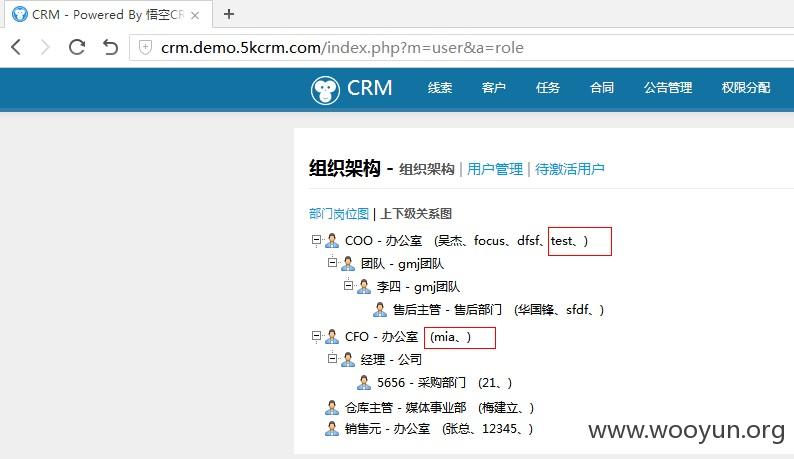 CRM - Powered By 悟空CRM
crm.demo.5kcrm.com/index.php?m=user&a=role
CRM 线索 客户 任务 合同 公告管理 权限分配
组织架构 - 组织架构 | 用户管理 | 待激活用户
部门岗位图 | 上下级关系图
COO - 办公室 (吴杰、focus、dfsf、test、)
团队 - gmj团队
李四 - gmj团队
售后主管 - 售后部门 (华国锋、sfdf、)
CFO - 办公室 (mia、)
经理 - 公司
5656 - 采购部门 (21、)
仓库主管 - 媒体事业部 (梅建立、)
销售元 - 办公室 (张总、12345、)
www.wooyun.org